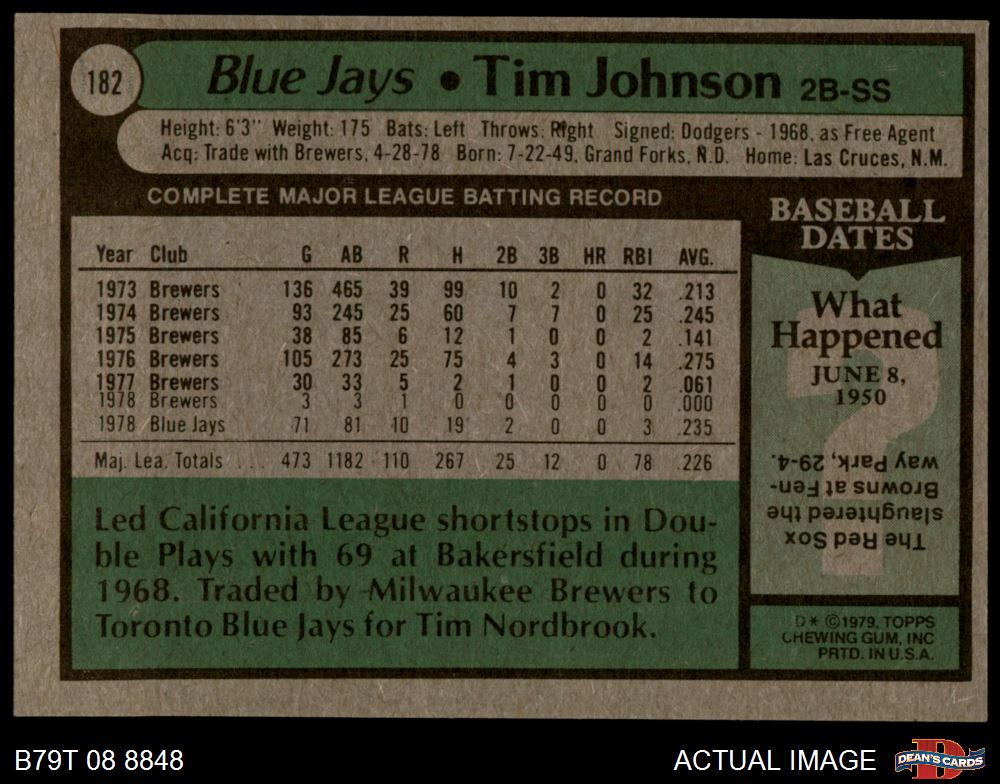 182
Blue Jays • Tim Johnson 2B-SS
Height: 6'3" Weight: 175 Bats: Left Throws: Right Signed: Dodgers - 1968, as Free Agent
Acq: Trade with Brewers, 4-28-78 Born: 7-22-49, Grand Forks, N.D. Home: Las Cruces, N.M.
COMPLETE MAJOR LEAGUE BATTING RECORD
Year Club G AB R H 2B 3B HR RBI AVG.
1973 Brewers 136 465 39 99 10 2 0 32 .213
1974 Brewers 93 245 25 60 7 7 0 25 .245
1975 Brewers 38 85 6 12 1 0 0 2 .141
1976 Brewers 105 273 25 75 4 3 0 14 .275
1977 Brewers 30 33 5 2 1 0 0 2 .061
1978 Brewers 3 3 1 0 0 0 0 0 .000
1978 Blue Jays 71 81 10 19 2 0 0 3 .235
Maj. Lea. Totals . . . 473 1182 110 267 25 12 0 78 .226
Led California League shortstops in Dou-
ble Plays with 69 at Bakersfield during
1968. Traded by Milwaukee Brewers to
Toronto Blue Jays for Tim Nordbrook.
BASEBALL
DATES
What
Happened
JUNE 8,
1950
?
The Red Sox
slaughtered the
Browns at Fen-
way Park, 29-4.
D* ©1979, TOPPS
CHEWING GUM, INC
PRTD. IN U.S.A.
B79T 08 8848
ACTUAL IMAGE
D
DEAN'S CARDS